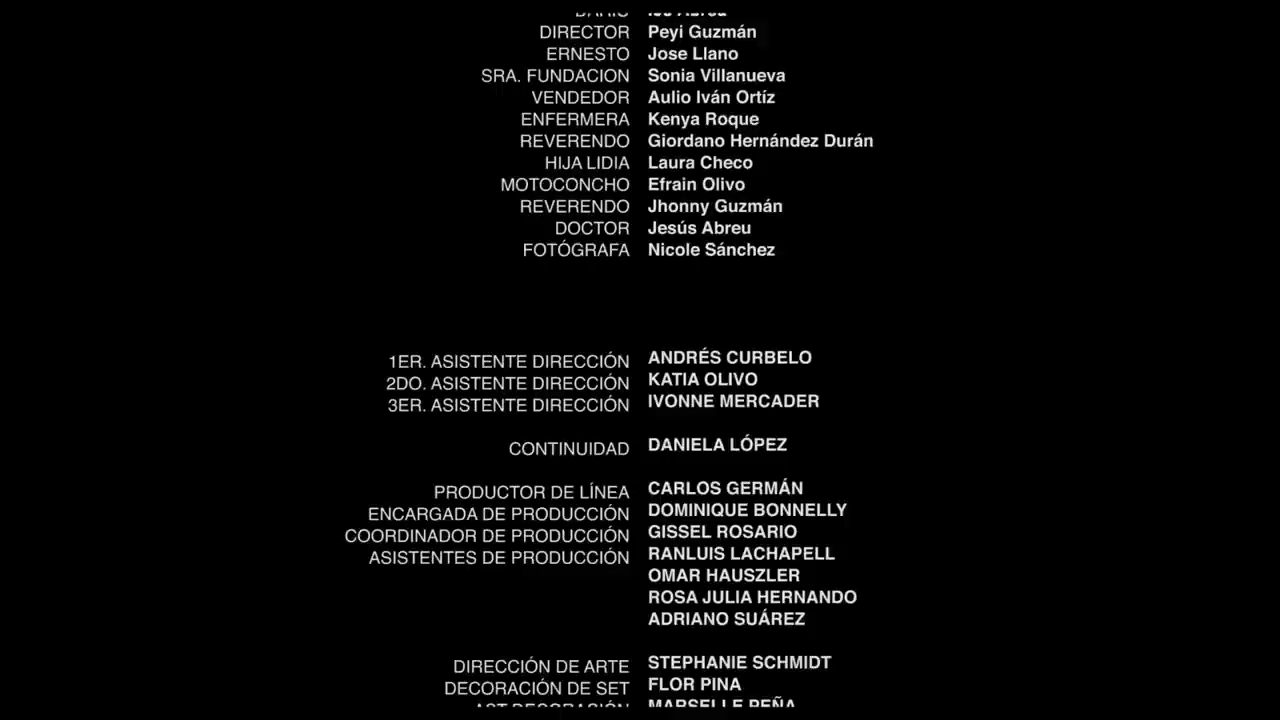 DIRECTOR Peyi Guzmán
ERNESTO Jose Llano
SRA. FUNDACION Sonia Villanueva
VENDEDOR Aulio Iván Ortíz
ENFERMERA Kenya Roque
REVERENDO Giordano Hernández Durán
HIJA LIDIA Laura Checo
MOTOCONCHO Efrain Olivo
REVERENDO Jhonny Guzmán
DOCTOR Jesús Abreu
FOTÓGRAFA Nicole Sánchez
1ER. ASISTENTE DIRECCIÓN ANDRÉS CURBELO
2DO. ASISTENTE DIRECCIÓN KATIA OLIVO
3ER. ASISTENTE DIRECCIÓN IVONNE MERCADER
CONTINUIDAD DANIELA LÓPEZ
PRODUCTOR DE LÍNEA CARLOS GERMÁN
ENCARGADA DE PRODUCCIÓN DOMINIQUE BONNELLY
COORDINADOR DE PRODUCCIÓN GISSEL ROSARIO
ASISTENTES DE PRODUCCIÓN RANLUIS LACHAPELL
OMAR HAUSZLER
ROSA JULIA HERNANDO
ADRIANO SUÁREZ
DIRECCIÓN DE ARTE STEPHANIE SCHMIDT
DECORACIÓN DE SET FLOR PINA
MARSELLE PEÑA